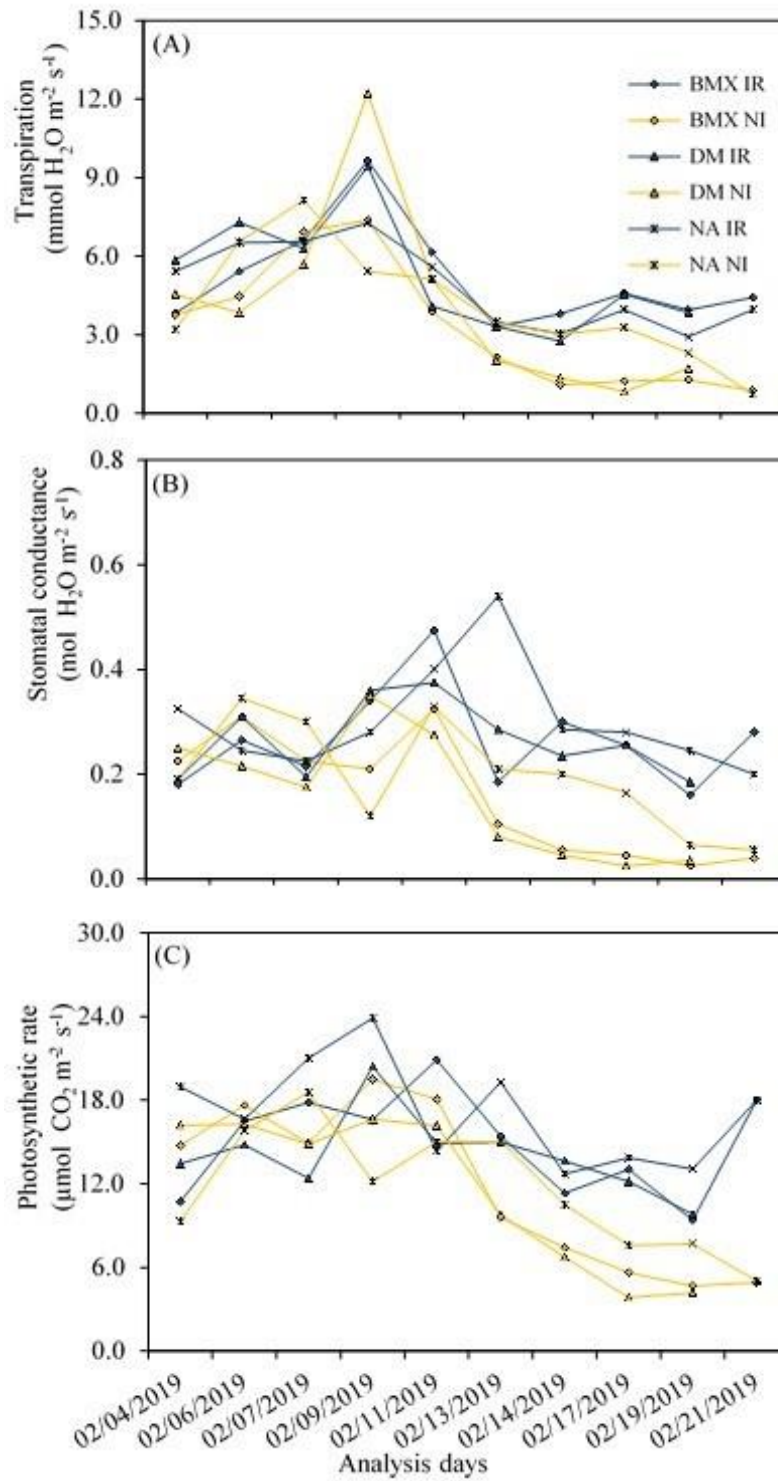 (A)
Transpiration
(mmol H₂O m⁻² s⁻¹)
15.0
12.0
9.0
6.0
3.0
0.0
BMX IR
BMX NI
DM IR
DM NI
NA IR
NA NI
(B)
Stomatal conductance
(mol H₂O m⁻² s⁻¹)
0.8
0.6
0.4
0.2
0.0
(C)
Photosynthetic rate
(µmol CO₂ m⁻² s⁻¹)
30.0
24.0
18.0
12.0
6.0
0.0
02/04/2019
02/06/2019
02/07/2019
02/09/2019
02/11/2019
02/13/2019
02/14/2019
02/17/2019
02/19/2019
02/21/2019
Analysis days